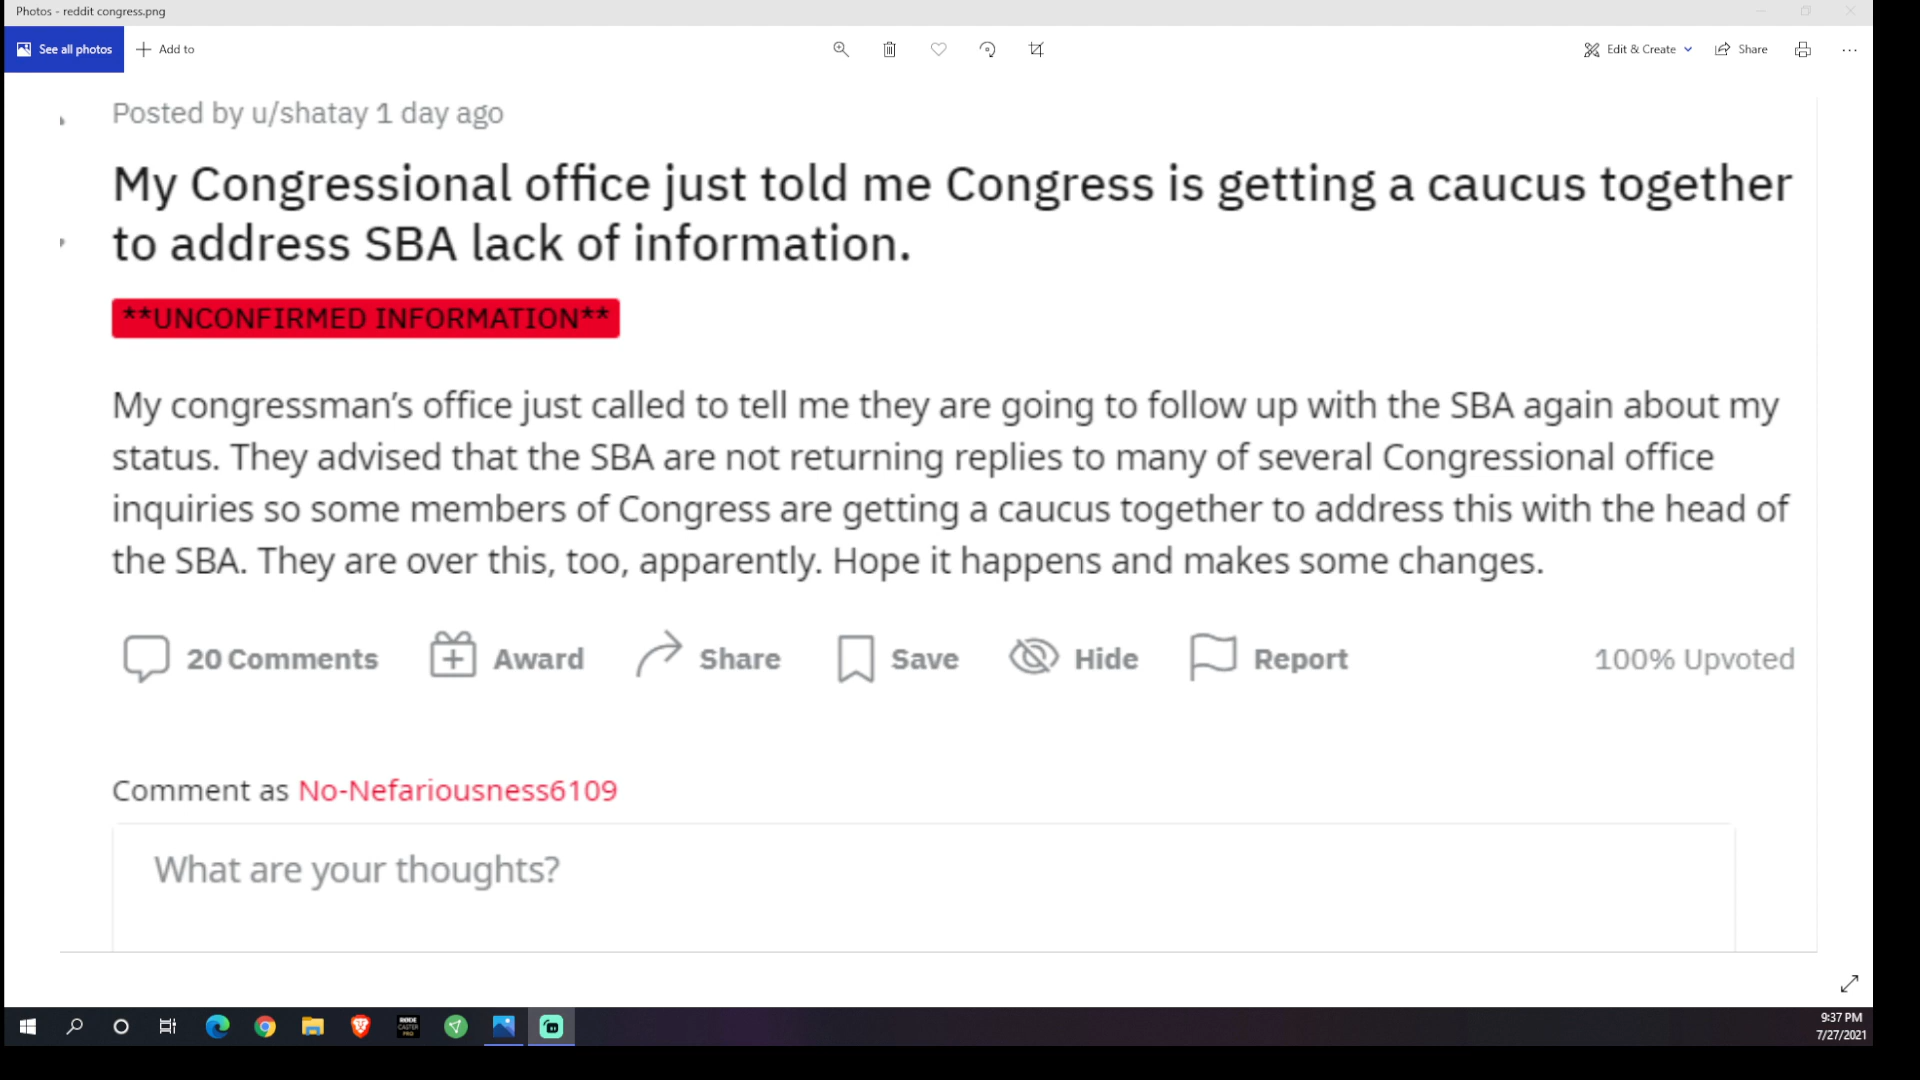 Photos - reddit congress.png
See all photos
Add to
Edit & Create
Share
Posted by u/shatay 1 day ago
My Congressional office just told me Congress is getting a caucus together
to address SBA lack of information.
**UNCONFIRMED INFORMATION**
My congressman's office just called to tell me they are going to follow up with the SBA again about my
status. They advised that the SBA are not returning replies to many of several Congressional office
inquiries so some members of Congress are getting a caucus together to address this with the head of
the SBA. They are over this, too, apparently. Hope it happens and makes some changes.
20 Comments
Award
Share
Save
Hide
Report
100% Upvoted
Comment as No-Nefariousness6109
What are your thoughts?
RØDE
CASTER
PRO
9:37 PM
7/27/2021